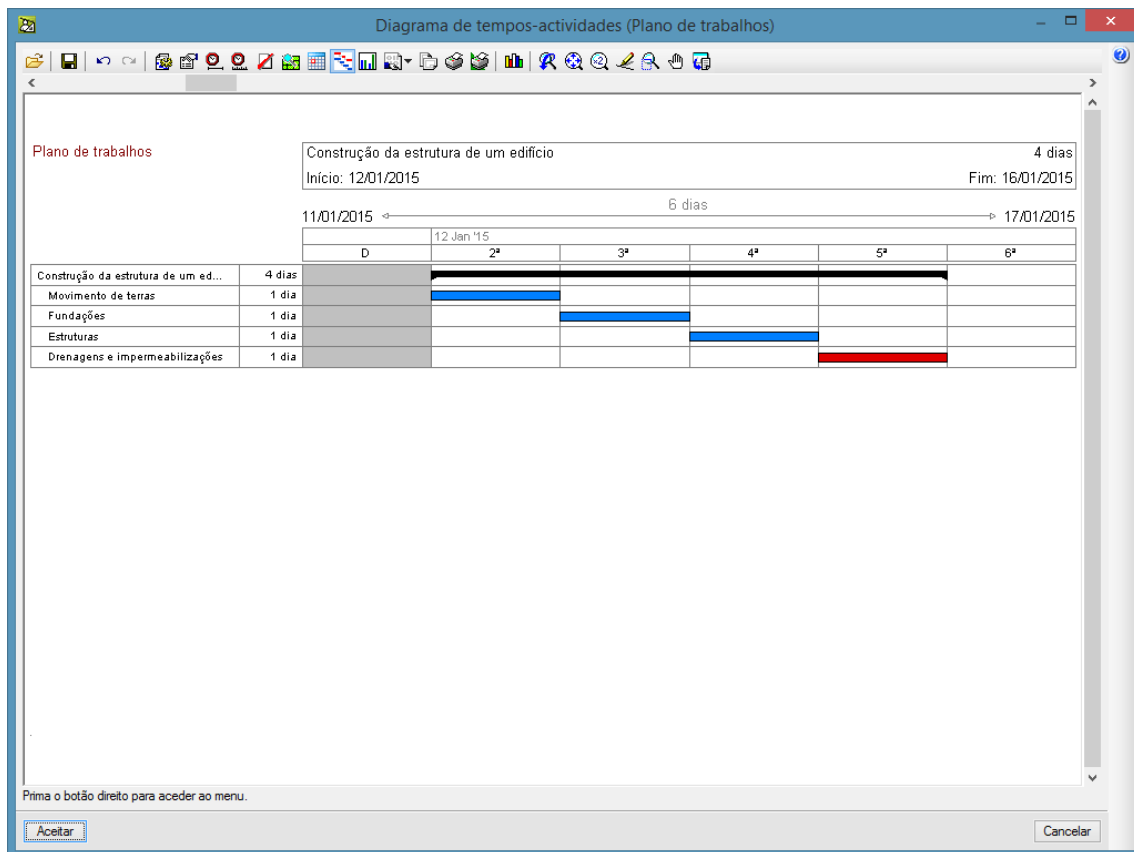 Diagrama de tempos-actividades (Plano de trabalhos)
Plano de trabalhos
Construção da estrutura de um edifício 4 dias
Início: 12/01/2015 Fim: 16/01/2015
6 dias
11/01/2015 17/01/2015
12 Jan '15
D 2ª 3ª 4ª 5ª 6ª
Construção da estrutura de um ed... 4 dias
Movimento de terras 1 dia
Fundações 1 dia
Estruturas 1 dia
Drenagens e impermeabilizações 1 dia
Prima o botão direito para aceder ao menu.
Aceitar Cancelar